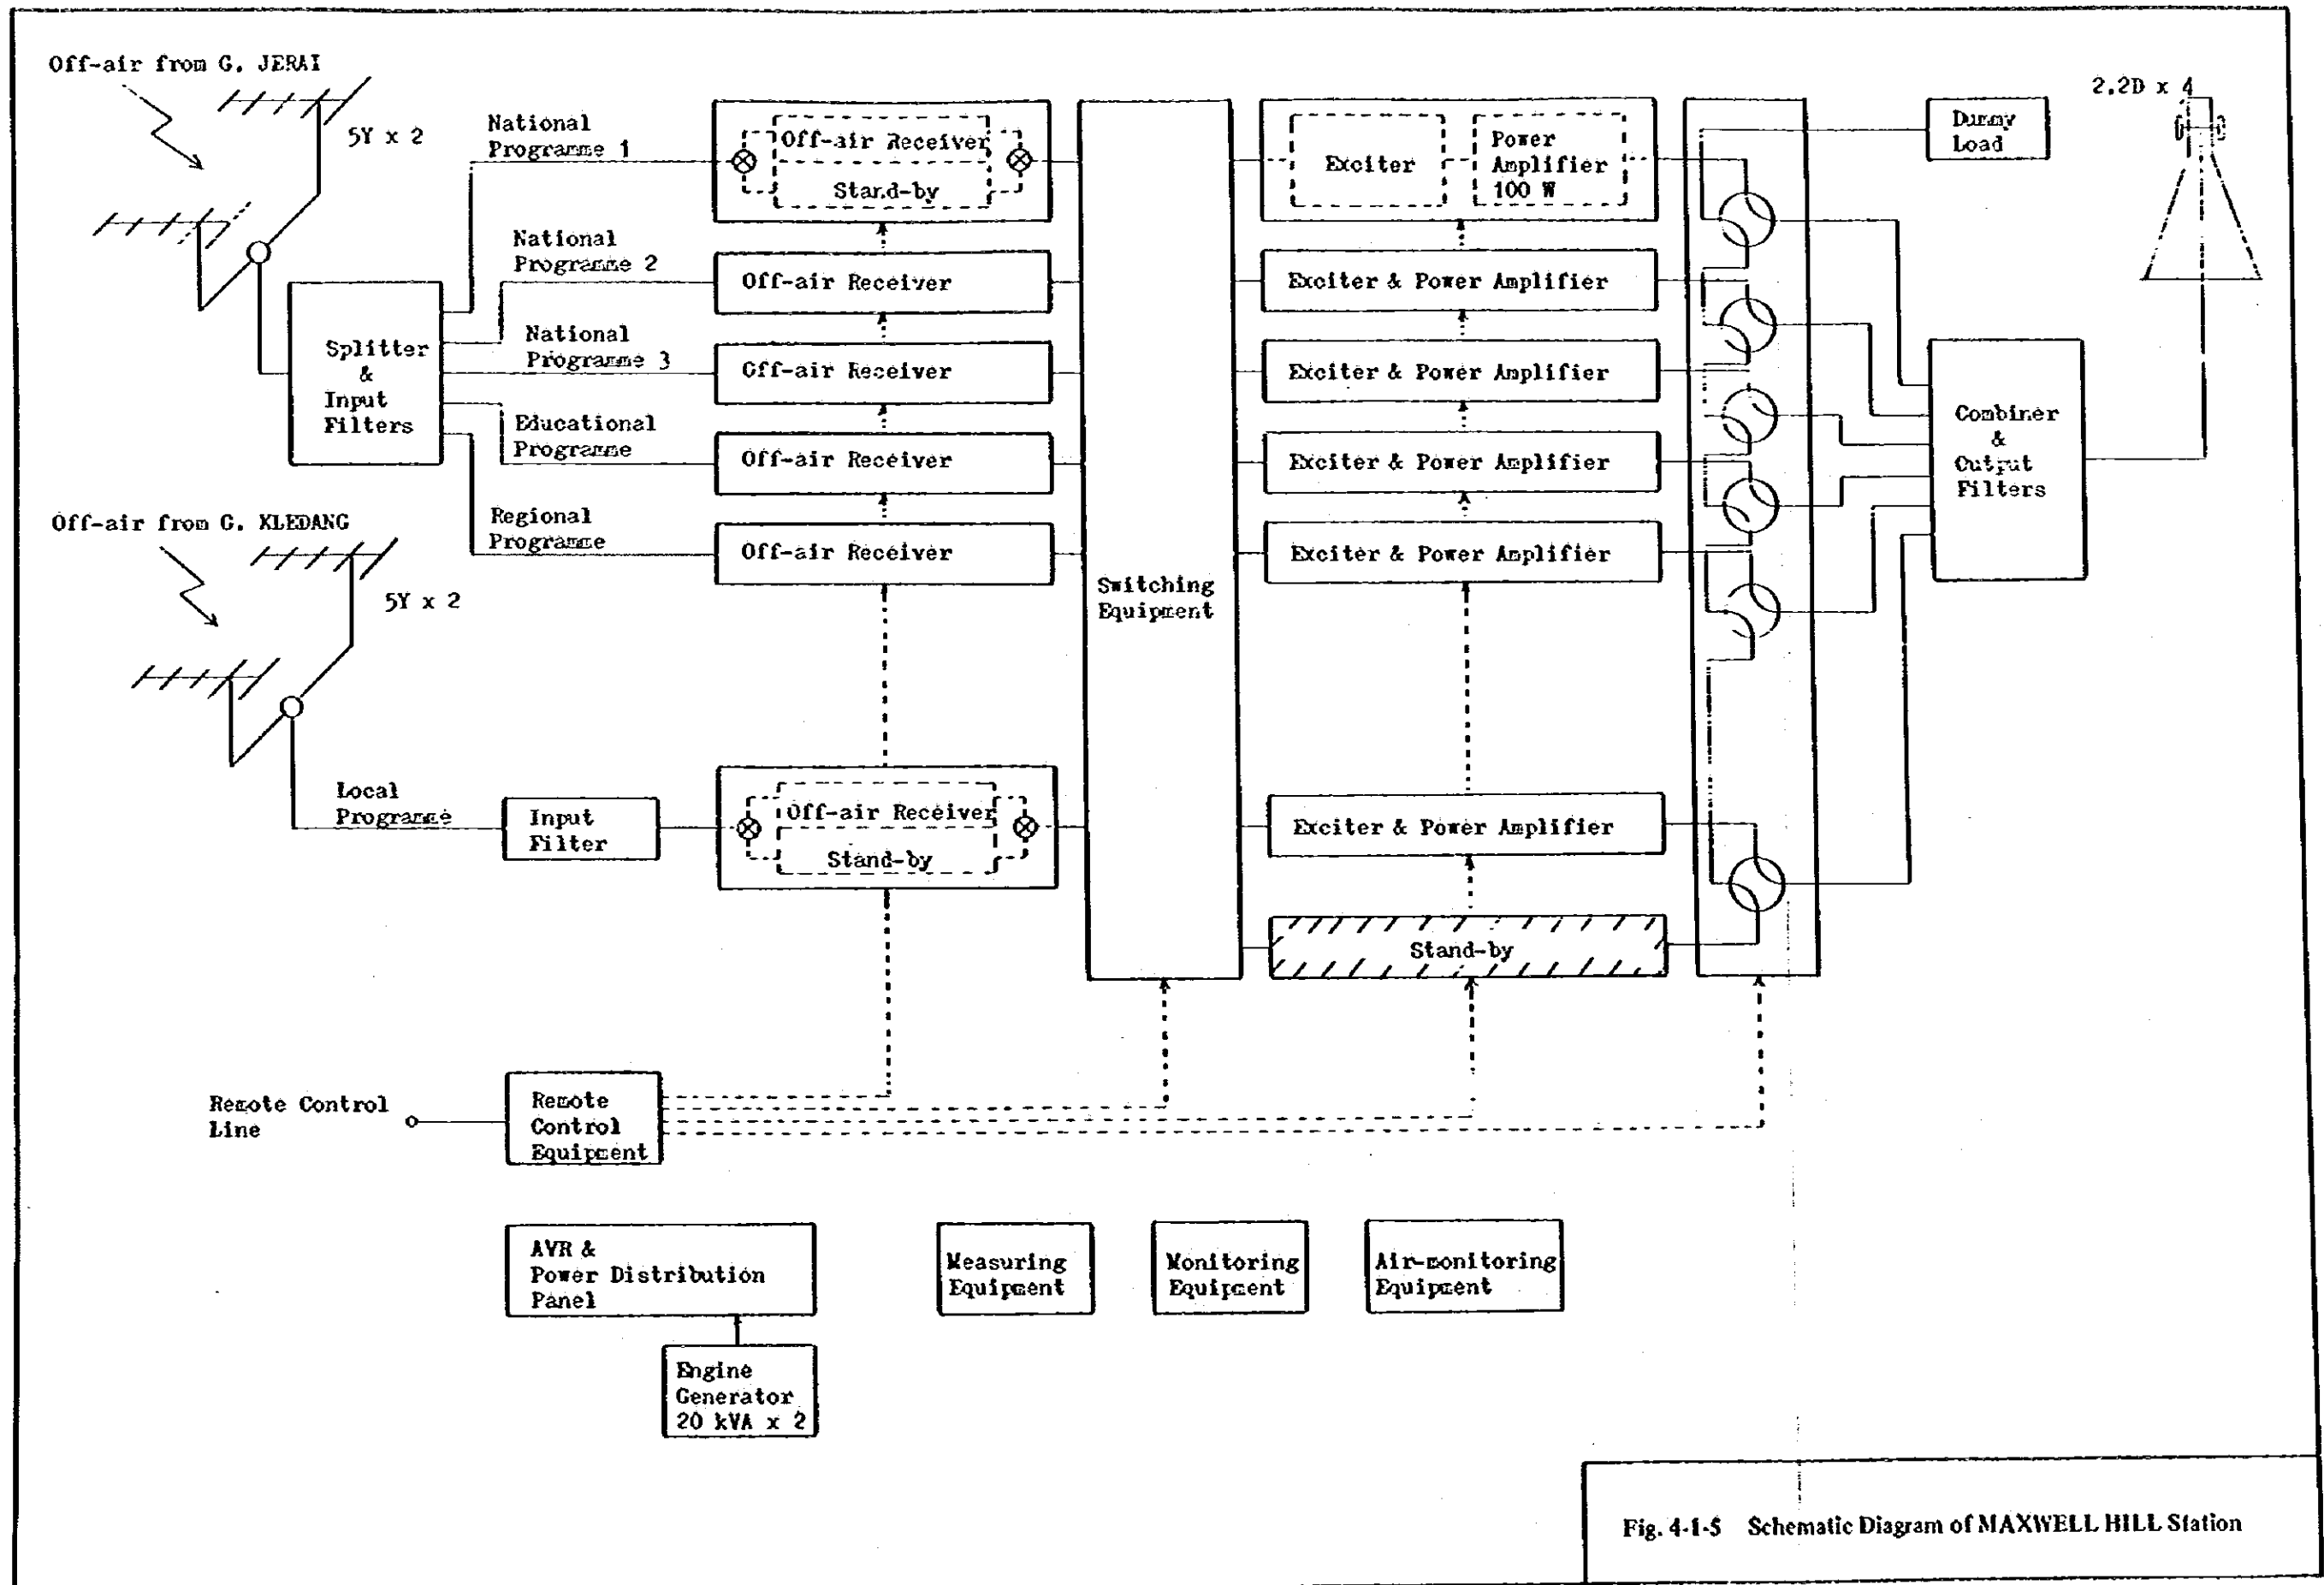 Off-air from G. JERAI
5Y x 2
National
Programme 1
National
Programme 2
National
Programme 3
Educational
Programme
Regional
Programme
Splitter
&
Input
Filters
Off-air Receiver
Stand-by
Off-air Receiver
Off-air Receiver
Off-air Receiver
Off-air Receiver
Switching
Equipment
Exciter
Power
Amplifier
100 W
Exciter & Power Amplifier
Exciter & Power Amplifier
Exciter & Power Amplifier
Exciter & Power Amplifier
Dummy
Load
2.2D x 4
Combiner
&
Output
Filters
Off-air from G. KLEDANG
5Y x 2
Local
Programme
Input
Filter
Off-air Receiver
Stand-by
Exciter & Power Amplifier
Stand-by
Remote Control
Line
Remote
Control
Equipment
AVR &
Power Distribution
Panel
Engine
Generator
20 kVA x 2
Measuring
Equipment
Monitoring
Equipment
Air-monitoring
Equipment
Fig. 4-1-5 Schematic Diagram of MAXWELL HILL Station